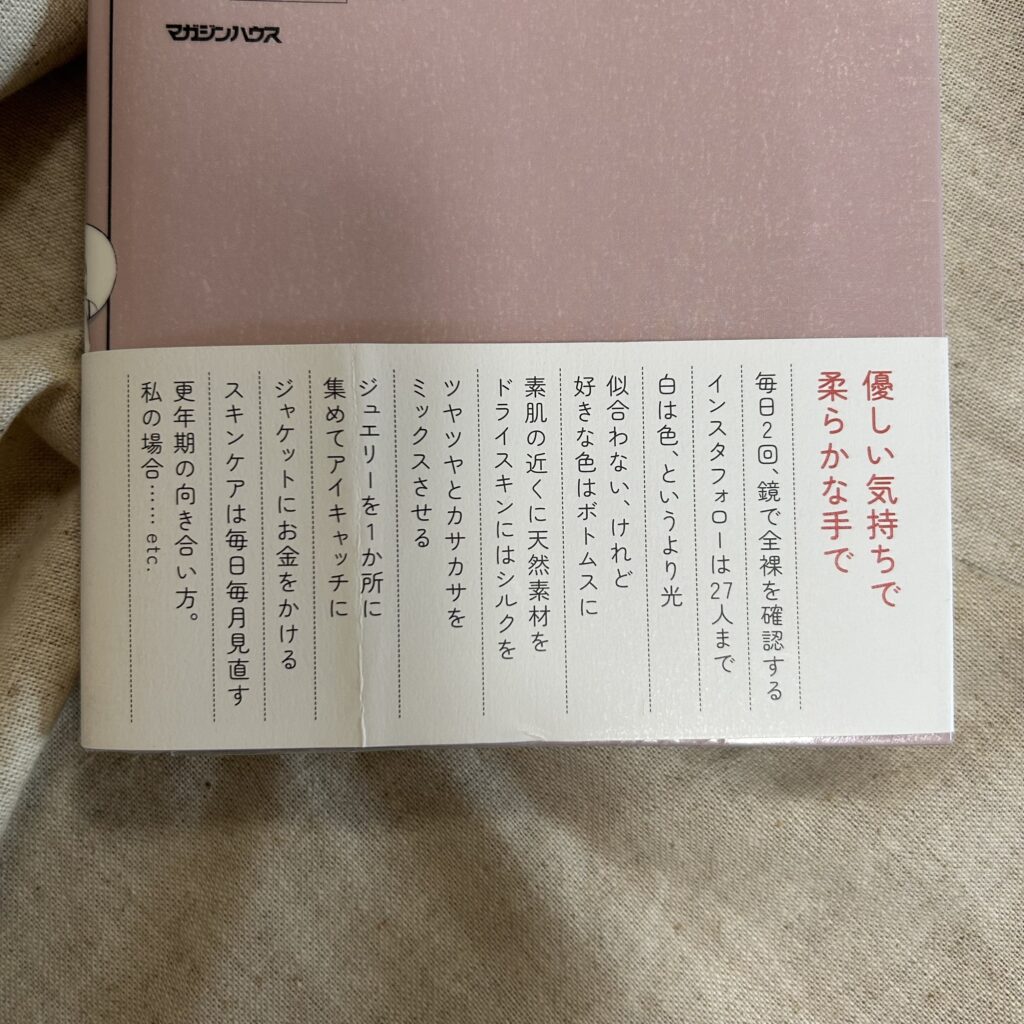 マガジンハウス
優しい気持ちで
柔らかな手で
毎日2回、鏡で全裸を確認する
インスタフォローは27人まで
白は色、というより光
似合わない、けれど
好きな色はボトムスに
素肌の近くに天然素材を
ドライスキンにはシルクを
ツヤツヤとカサカサを
ミックスさせる
ジュエリーを1か所に
集めてアイキャッチに
ジャケットにお金をかける
スキンケアは毎日毎月見直す
更年期の向き合い方。
私の場合……etc.